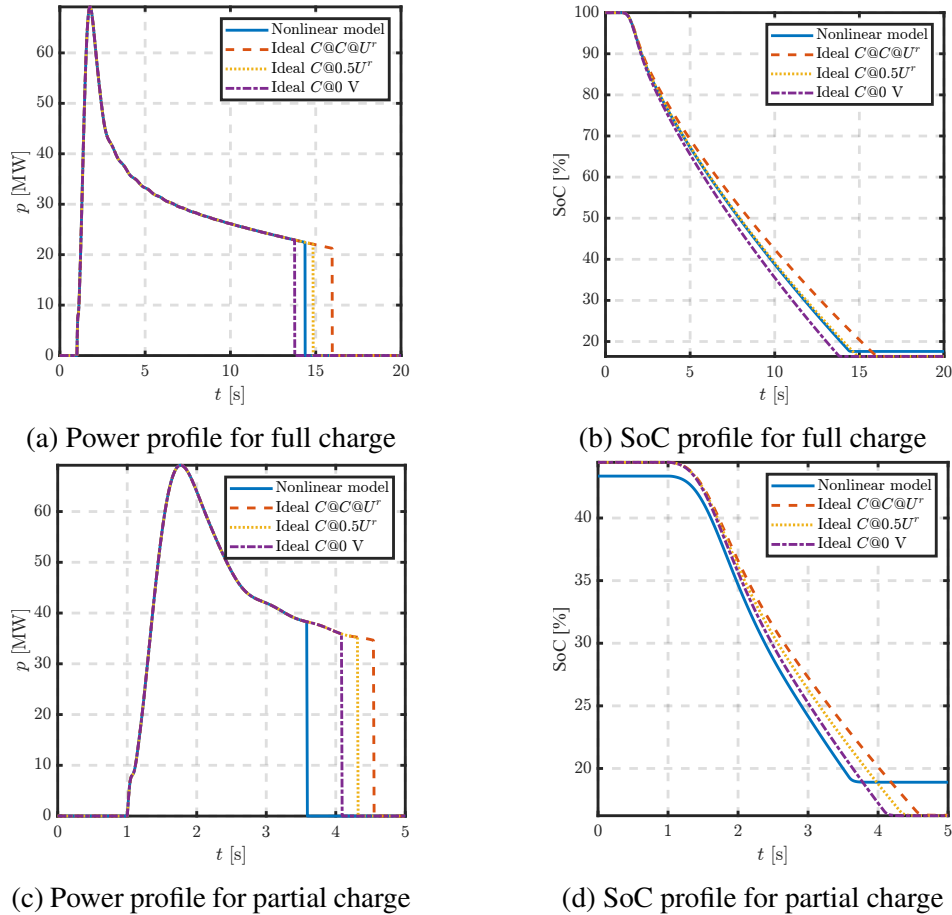 60
50
40
30
20
10
0
p [MW]
Nonlinear model
Ideal C@C@U^r
Ideal C@0.5U^r
Ideal C@0 V
0 5 10 15 20
t [s]
(a) Power profile for full charge
100
90
80
70
60
50
40
30
20
SoC [%]
Nonlinear model
Ideal C@C@U^r
Ideal C@0.5U^r
Ideal C@0 V
0 5 10 15 20
t [s]
(b) SoC profile for full charge
60
50
40
30
20
10
0
p [MW]
Nonlinear model
Ideal C@C@U^r
Ideal C@0.5U^r
Ideal C@0 V
0 1 2 3 4 5
t [s]
(c) Power profile for partial charge
40
35
30
25
20
SoC [%]
Nonlinear model
Ideal C@C@U^r
Ideal C@0.5U^r
Ideal C@0 V
0 1 2 3 4 5
t [s]
(d) SoC profile for partial charge